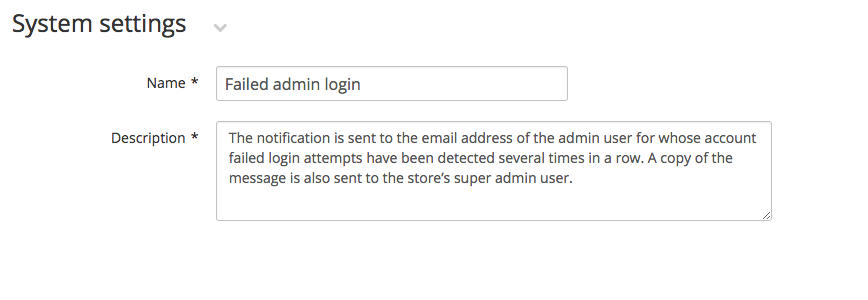 System settings
Name *
Failed admin login
Description *
The notification is sent to the email address of the admin user for whose account
failed login attempts have been detected several times in a row. A copy of the
message is also sent to the store’s super admin user.